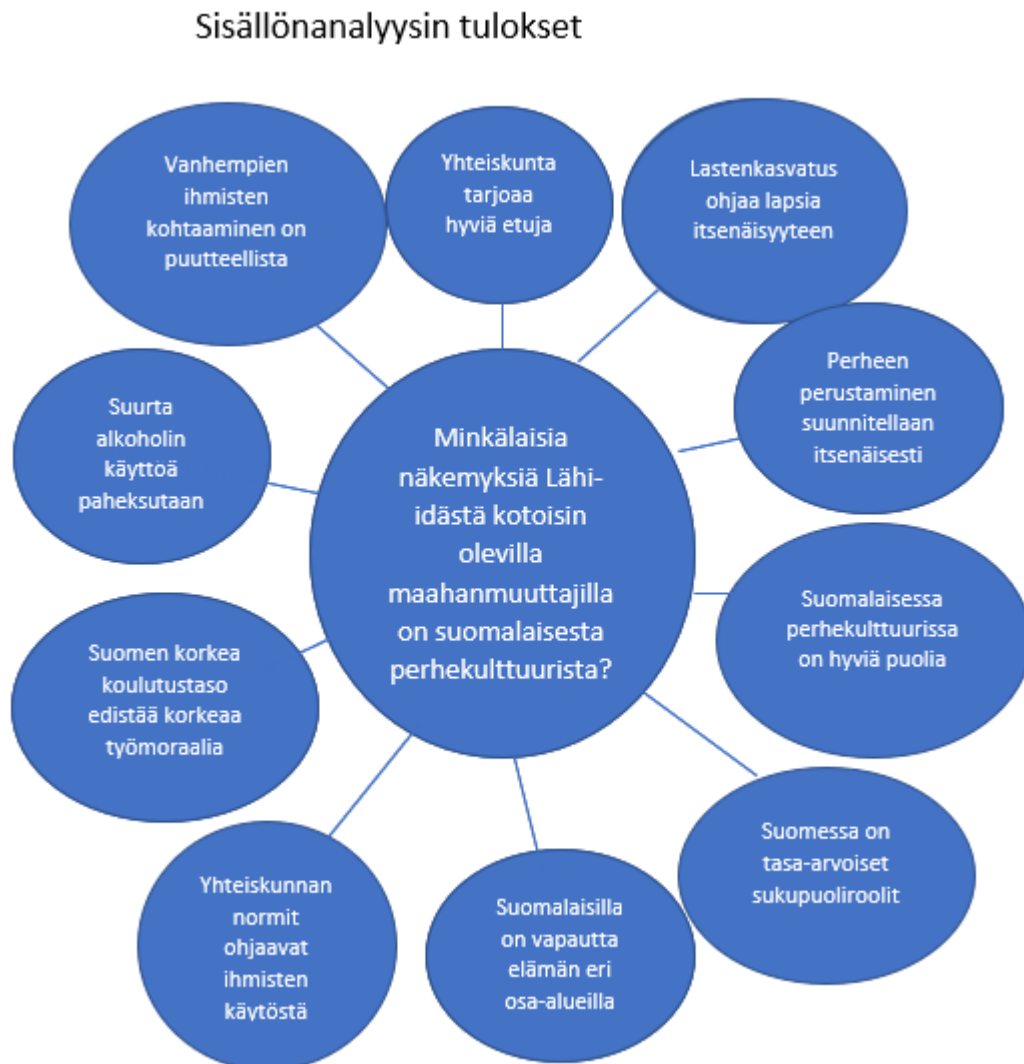 Sisällönanalyysin tulokset
Vanhempien
ihmisten
kohtaaminen on
puutteellista
Yhteiskunta
tarjoaa
hyviä etuja
Lastenkasvatus
ohjaa lapsia
itsenäisyyteen
Perheen
perustaminen
suunnitellaan
itsenäisesti
Suomalaisessa
perhekulttuurissa
on hyviä puolia
Suomessa on
tasa-arvoiset
sukupuoliroolit
Suomalaisilla
on vapautta
elämän eri
osa-alueilla
Yhteiskunnan
normit
ohjaavat
ihmisten
käytöstä
Suomen korkea
koulutustaso
edistää korkeaa
työmoraalia
Suurta
alkoholin
käyttöä
paheksutaan
Minkälaisia
näkemyksiä Lähi-
idästä kotoisin
olevilla
maahanmuuttajilla
on suomalaisesta
perhekulttuurista?